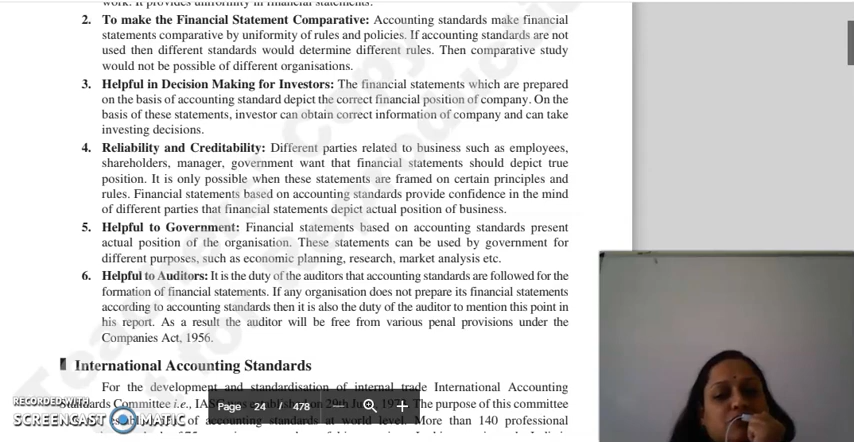 work. It provides uniformity in financial statements.
2. To make the Financial Statement Comparative: Accounting standards make financial
statements comparative by uniformity of rules and policies. If accounting standards are not
used then different standards would determine different rules. Then comparative study
would not be possible of different organisations.
3. Helpful in Decision Making for Investors: The financial statements which are prepared
on the basis of accounting standard depict the correct financial position of company. On the
basis of these statements, investor can obtain correct information of company and can take
investing decisions.
4. Reliability and Creditability: Different parties related to business such as employees,
shareholders, manager, government want that financial statements should depict true
position. It is only possible when these statements are framed on certain principles and
rules. Financial statements based on accounting standards provide confidence in the mind
of different parties that financial statements depict actual position of business.
5. Helpful to Government: Financial statements based on accounting standards present
actual position of the organisation. These statements can be used by government for
different purposes, such as economic planning, research, market analysis etc.
6. Helpful to Auditors: It is the duty of the auditors that accounting standards are followed for the
formation of financial statements. If any organisation does not prepare its financial statements
according to accounting standards then it is also the duty of the auditor to mention this point in
his report. As a result the auditor will be free from various penal provisions under the
Companies Act, 1956.
International Accounting Standards
For the development and standardisation of internal trade International Accounting
Committee i.e., The purpose of this committee
of accounting standards at world level. More than 140 professional
Page 24 / 478
RECORDED WITH
SCREENCAST MATIC